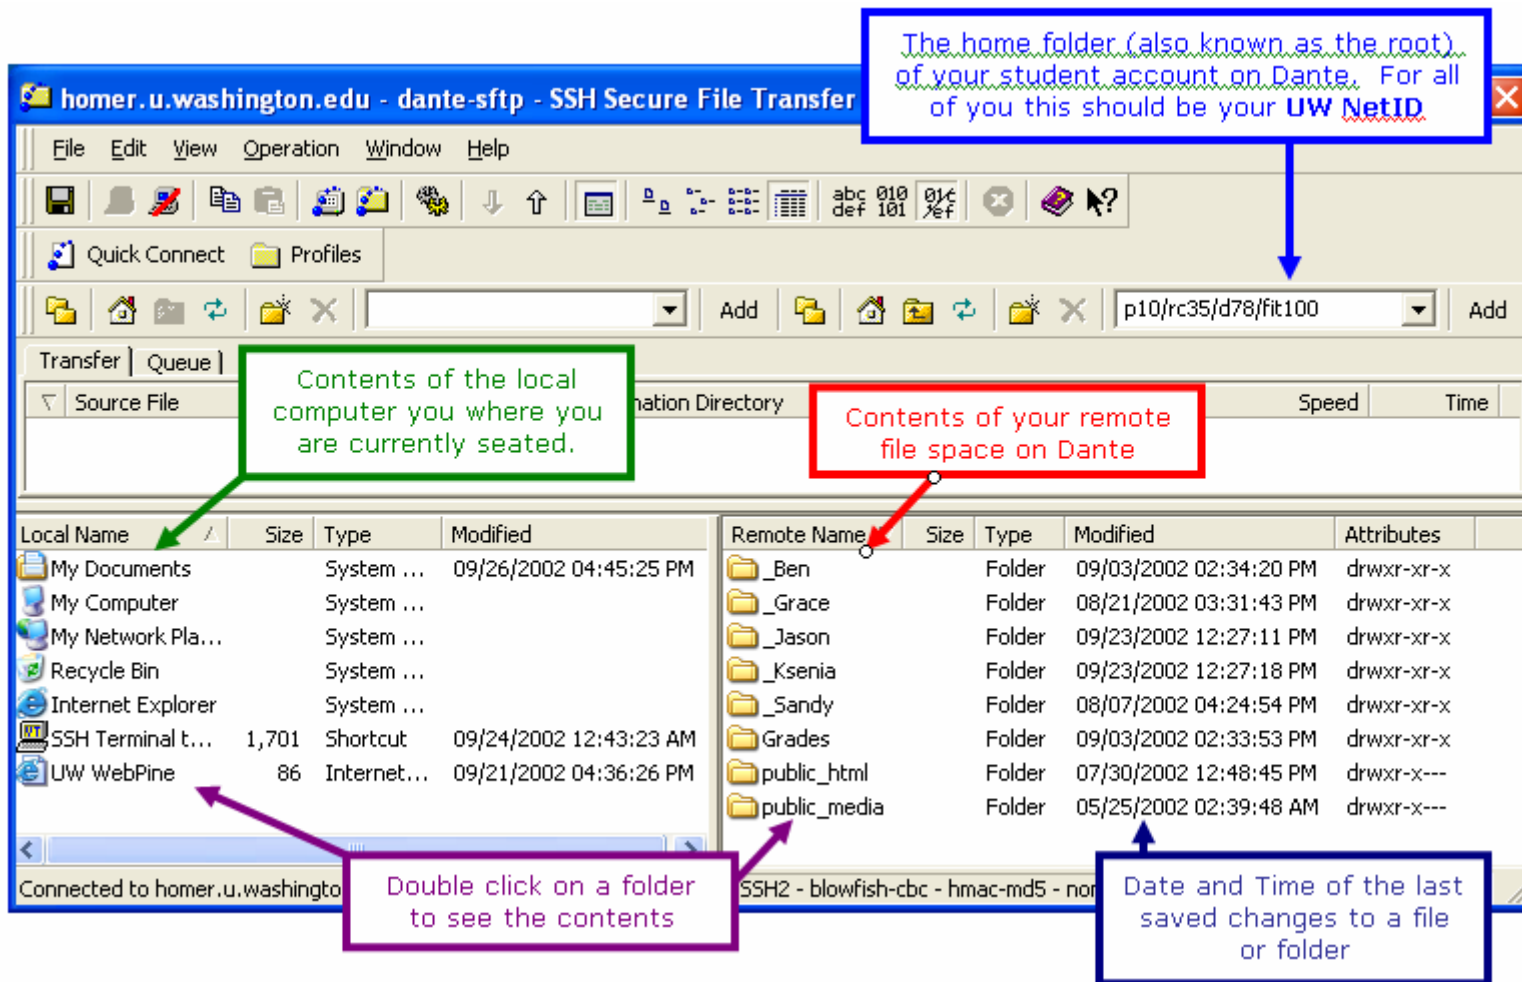 The home folder (also known as the root)
of your student account on Dante. For all
of you this should be your UW NetID
homer.u.washington.edu - dante-sftp - SSH Secure File Transfer
File Edit View Operation Window Help
abc def 010 101
Quick Connect Profiles
Add p10/rc35/d78/fit100 Add
Transfer Queue
Contents of the local
computer you where you
are currently seated.
Source File nation Directory Speed Time
Contents of your remote
file space on Dante
Local Name Size Type Modified
My Documents System ... 09/26/2002 04:45:25 PM
My Computer System ...
My Network Pla... System ...
Recycle Bin System ...
Internet Explorer System ...
SSH Terminal t... 1,701 Shortcut 09/24/2002 12:43:23 AM
UW WebPine 86 Internet... 09/21/2002 04:36:26 PM
Remote Name Size Type Modified Attributes
_Ben Folder 09/03/2002 02:34:20 PM drwxr-xr-x
_Grace Folder 08/21/2002 03:31:43 PM drwxr-xr-x
_Jason Folder 09/23/2002 12:27:11 PM drwxr-xr-x
_Ksenia Folder 09/23/2002 12:27:18 PM drwxr-xr-x
_Sandy Folder 08/07/2002 04:24:54 PM drwxr-xr-x
Grades Folder 09/03/2002 02:33:53 PM drwxr-xr-x
public_html Folder 07/30/2002 12:48:45 PM drwxr-x---
public_media Folder 05/25/2002 02:39:48 AM drwxr-x---
Connected to homer.u.washingto
SSH2 - blowfish-cbc - hmac-md5 - nor
Double click on a folder
to see the contents
Date and Time of the last
saved changes to a file
or folder